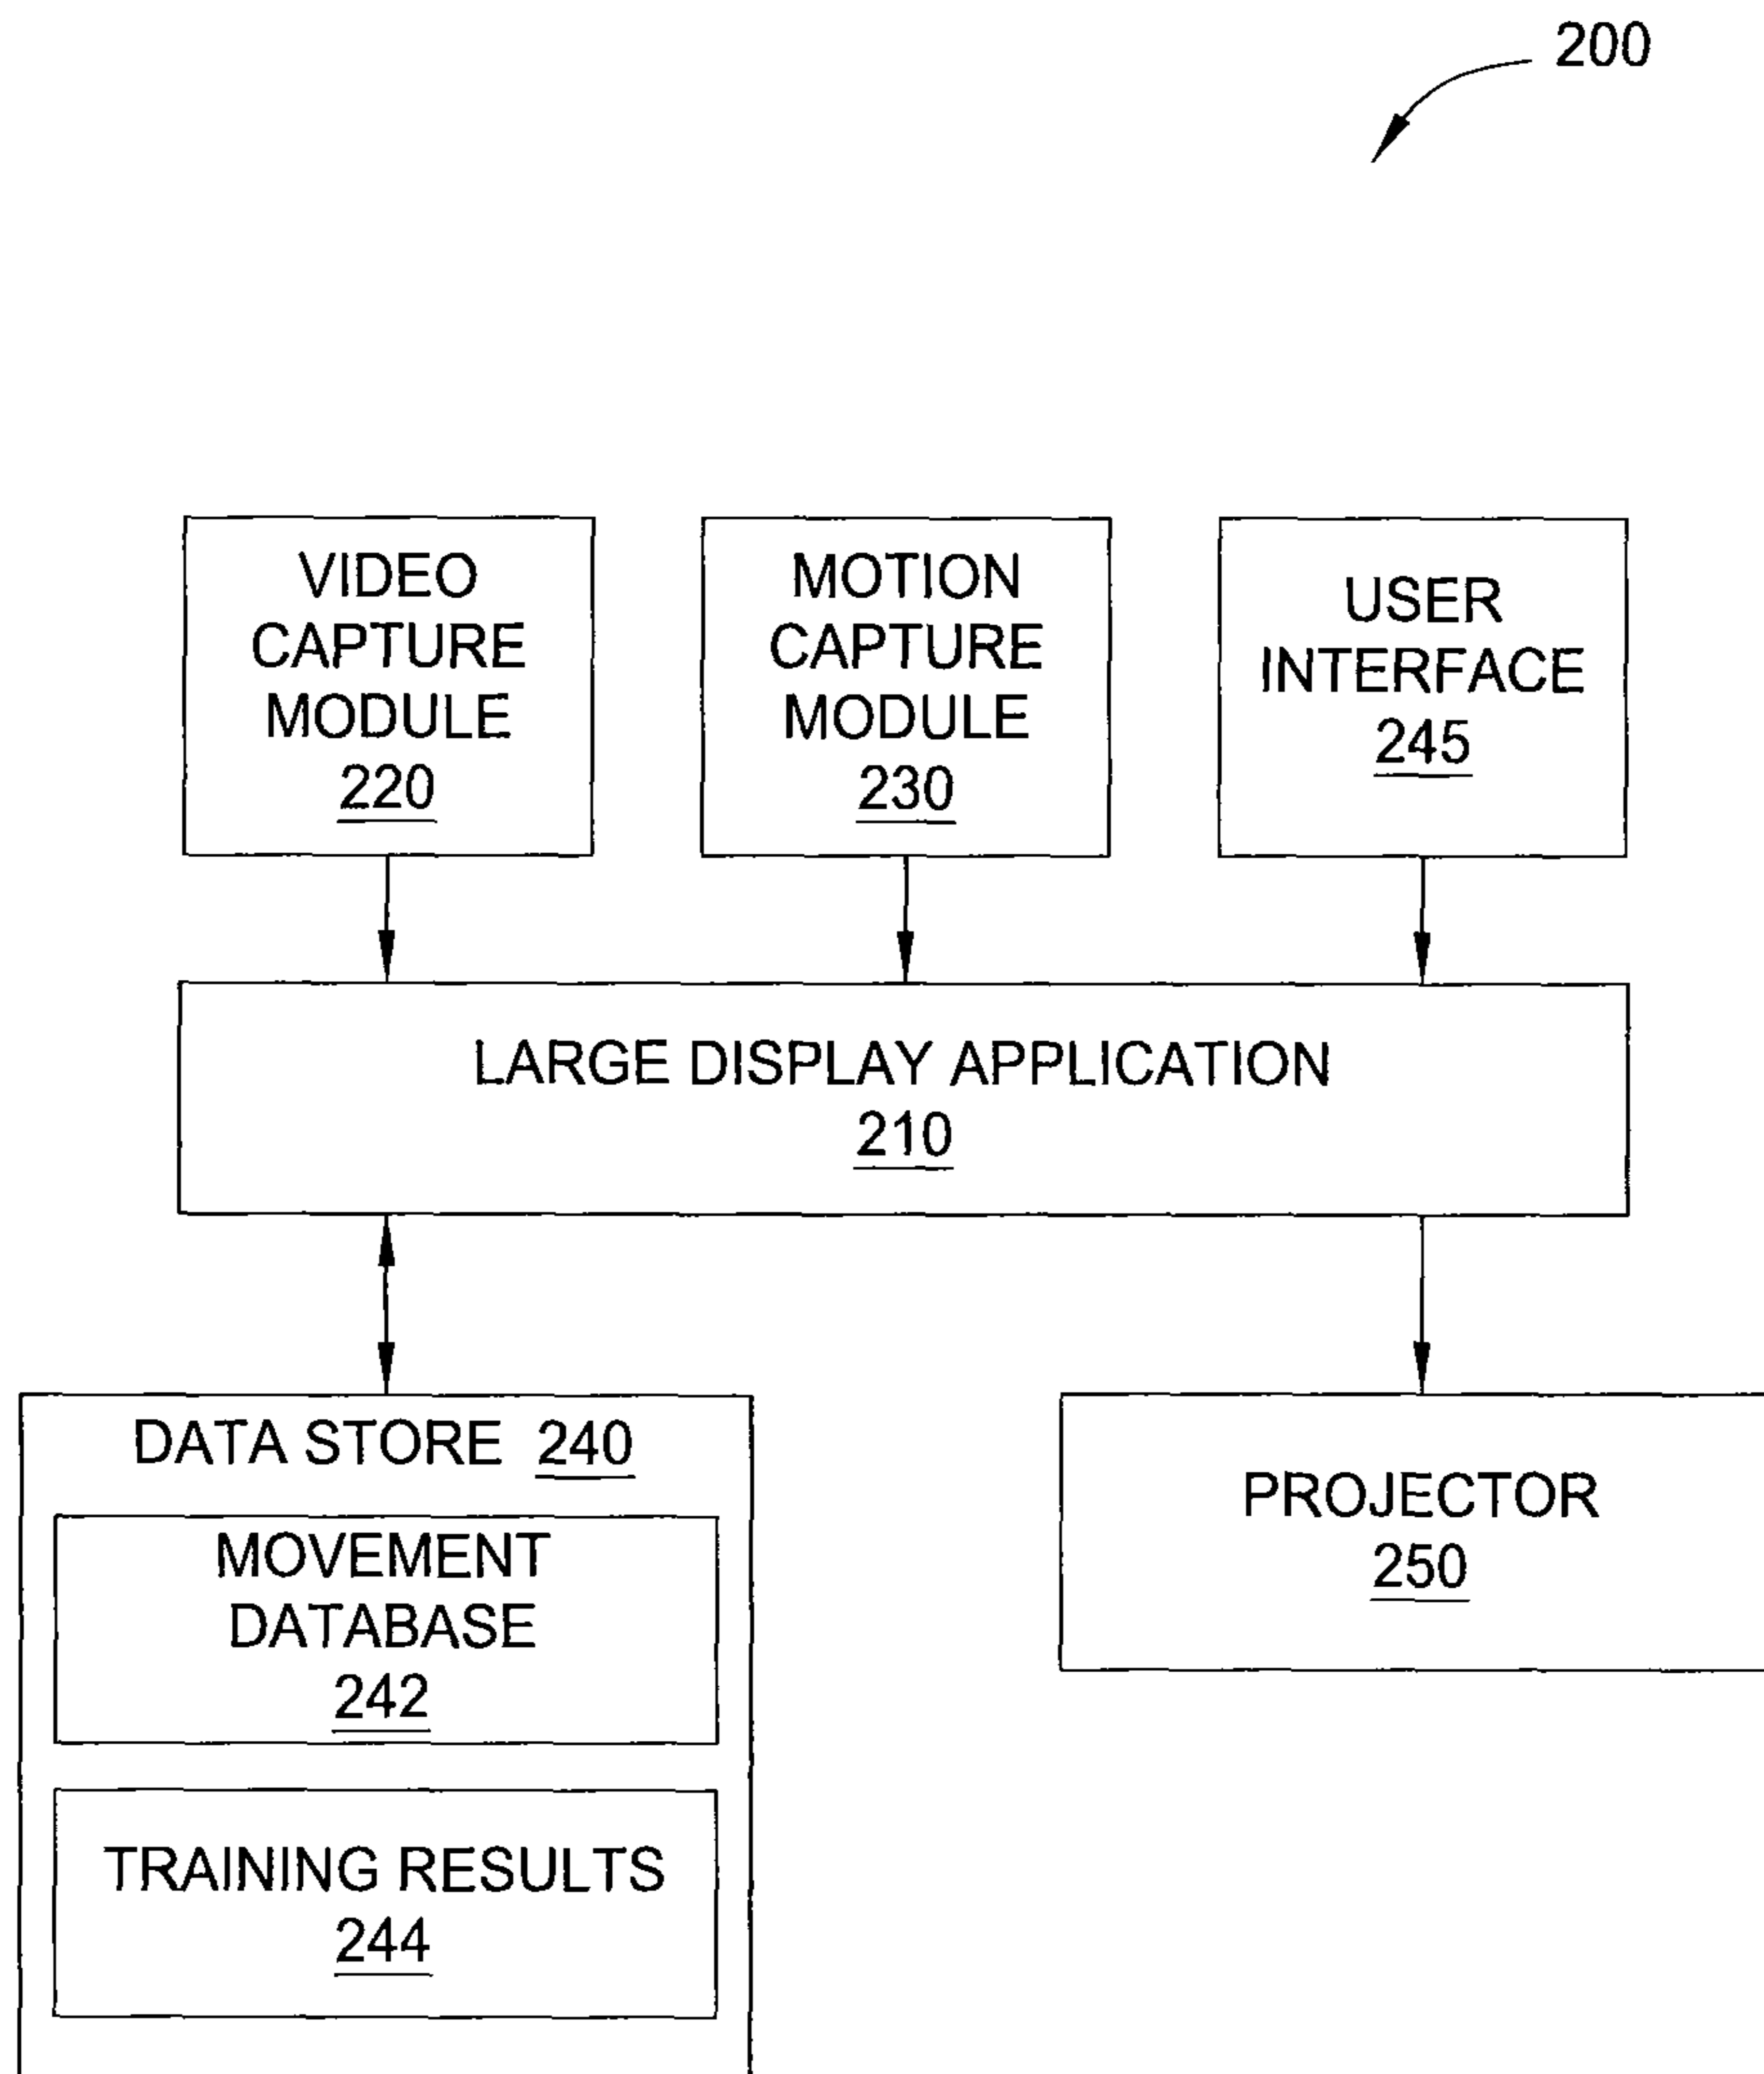 200
VIDEO
CAPTURE
MODULE
220
MOTION
CAPTURE
MODULE
230
USER
INTERFACE
245
LARGE DISPLAY APPLICATION
210
DATA STORE 240
MOVEMENT
DATABASE
242
TRAINING RESULTS
244
PROJECTOR
250